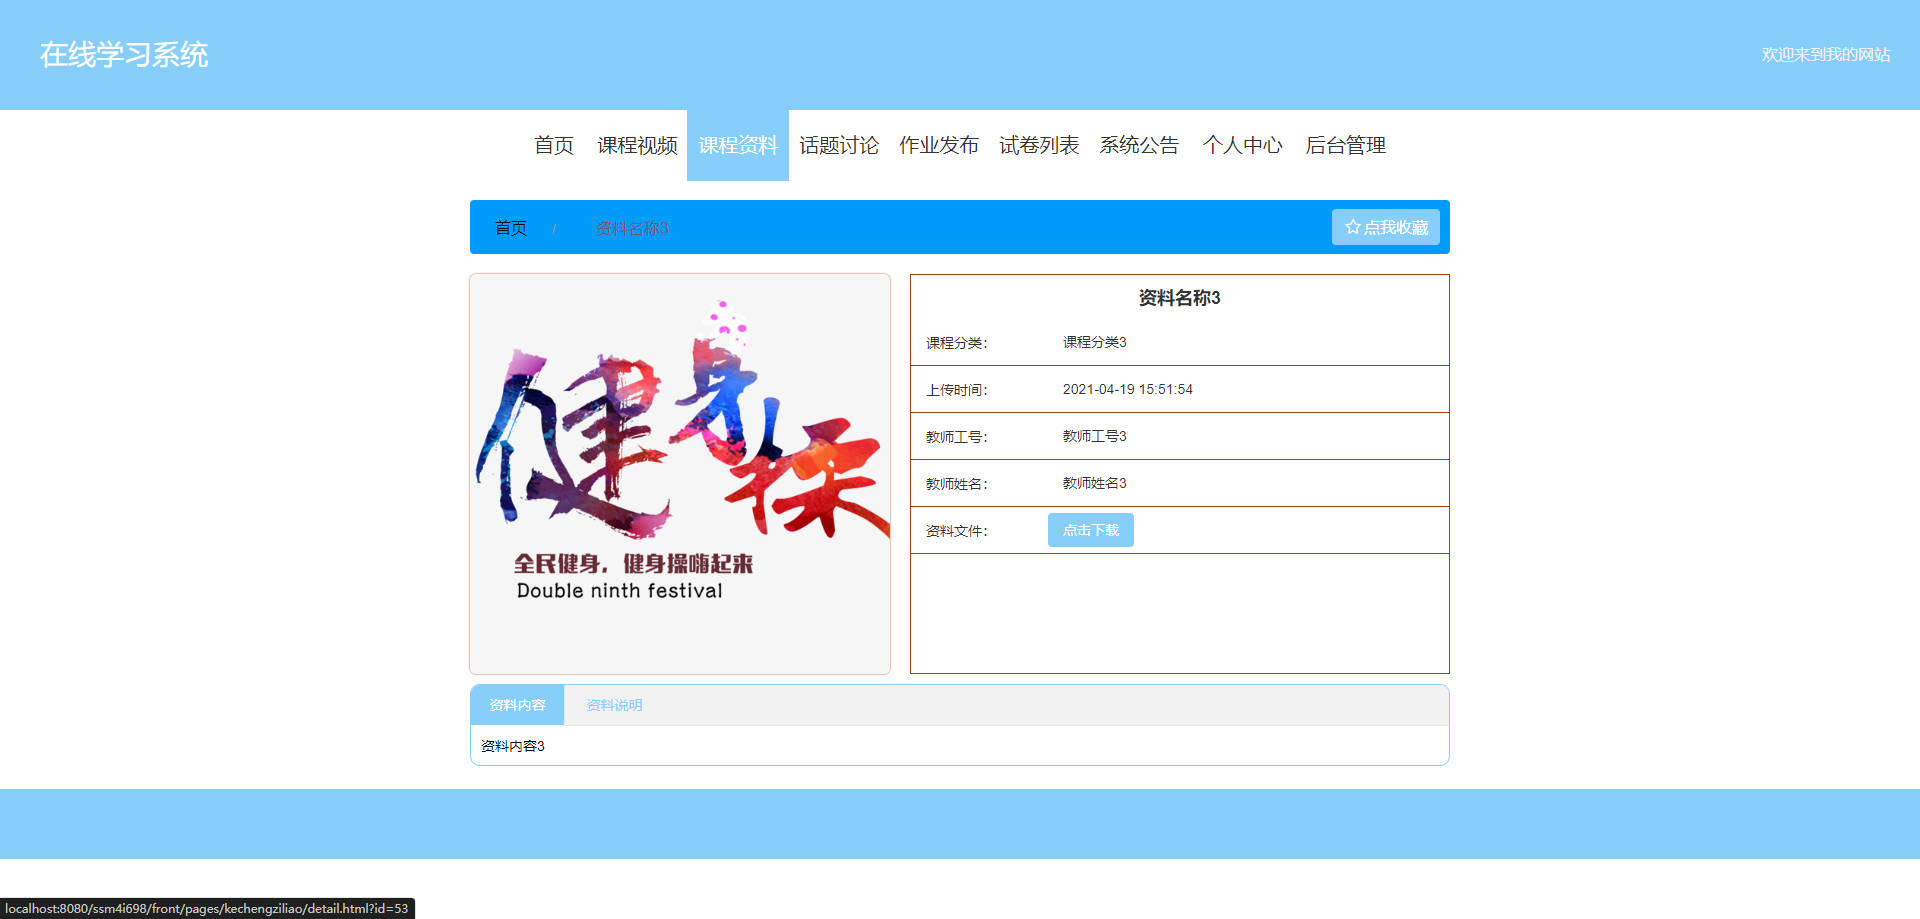 在线学习系统
欢迎来到我的网站
首页 课程视频 课程资料 话题讨论 作业发布 试卷列表 系统公告 个人中心 后台管理
首页 / 资料名称3
点我收藏
健身操
全民健身，健身操嗨起来
Double ninth festival
资料名称3
课程分类： 课程分类3
上传时间： 2021-04-19 15:51:54
教师工号： 教师工号3
教师姓名： 教师姓名3
资料文件： 点击下载
资料内容 资料说明
资料内容3
localhost:8080/ssm4i698/front/pages/kechengziliao/detail.html?id=53